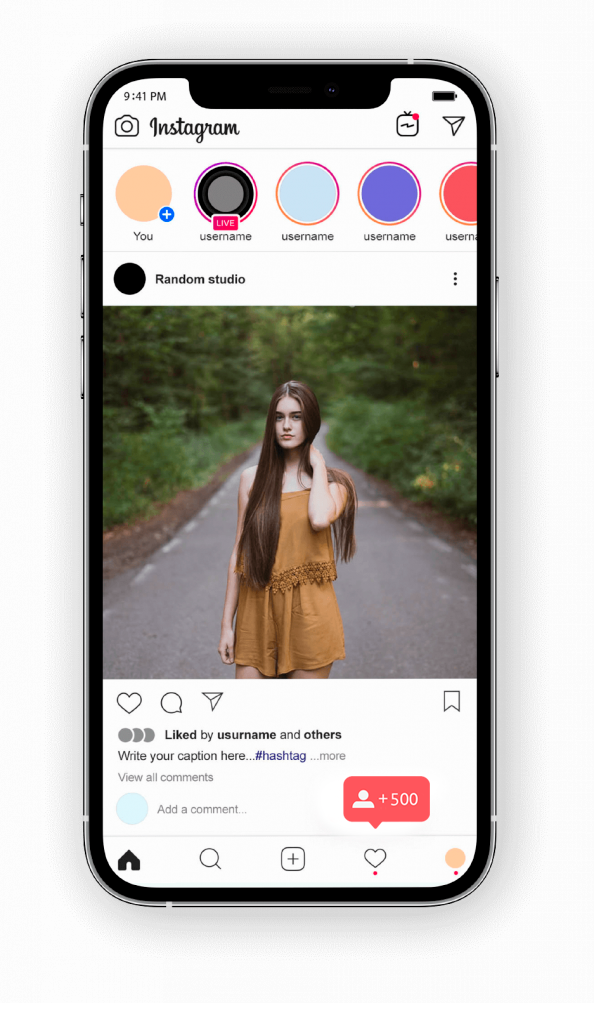 9:41 PM
Instagram
LIVE
You
username
username
username
userna
Random studio
Liked by usurname and others
Write your caption here...#hashtag ...more
View all comments
+500
Add a comment...